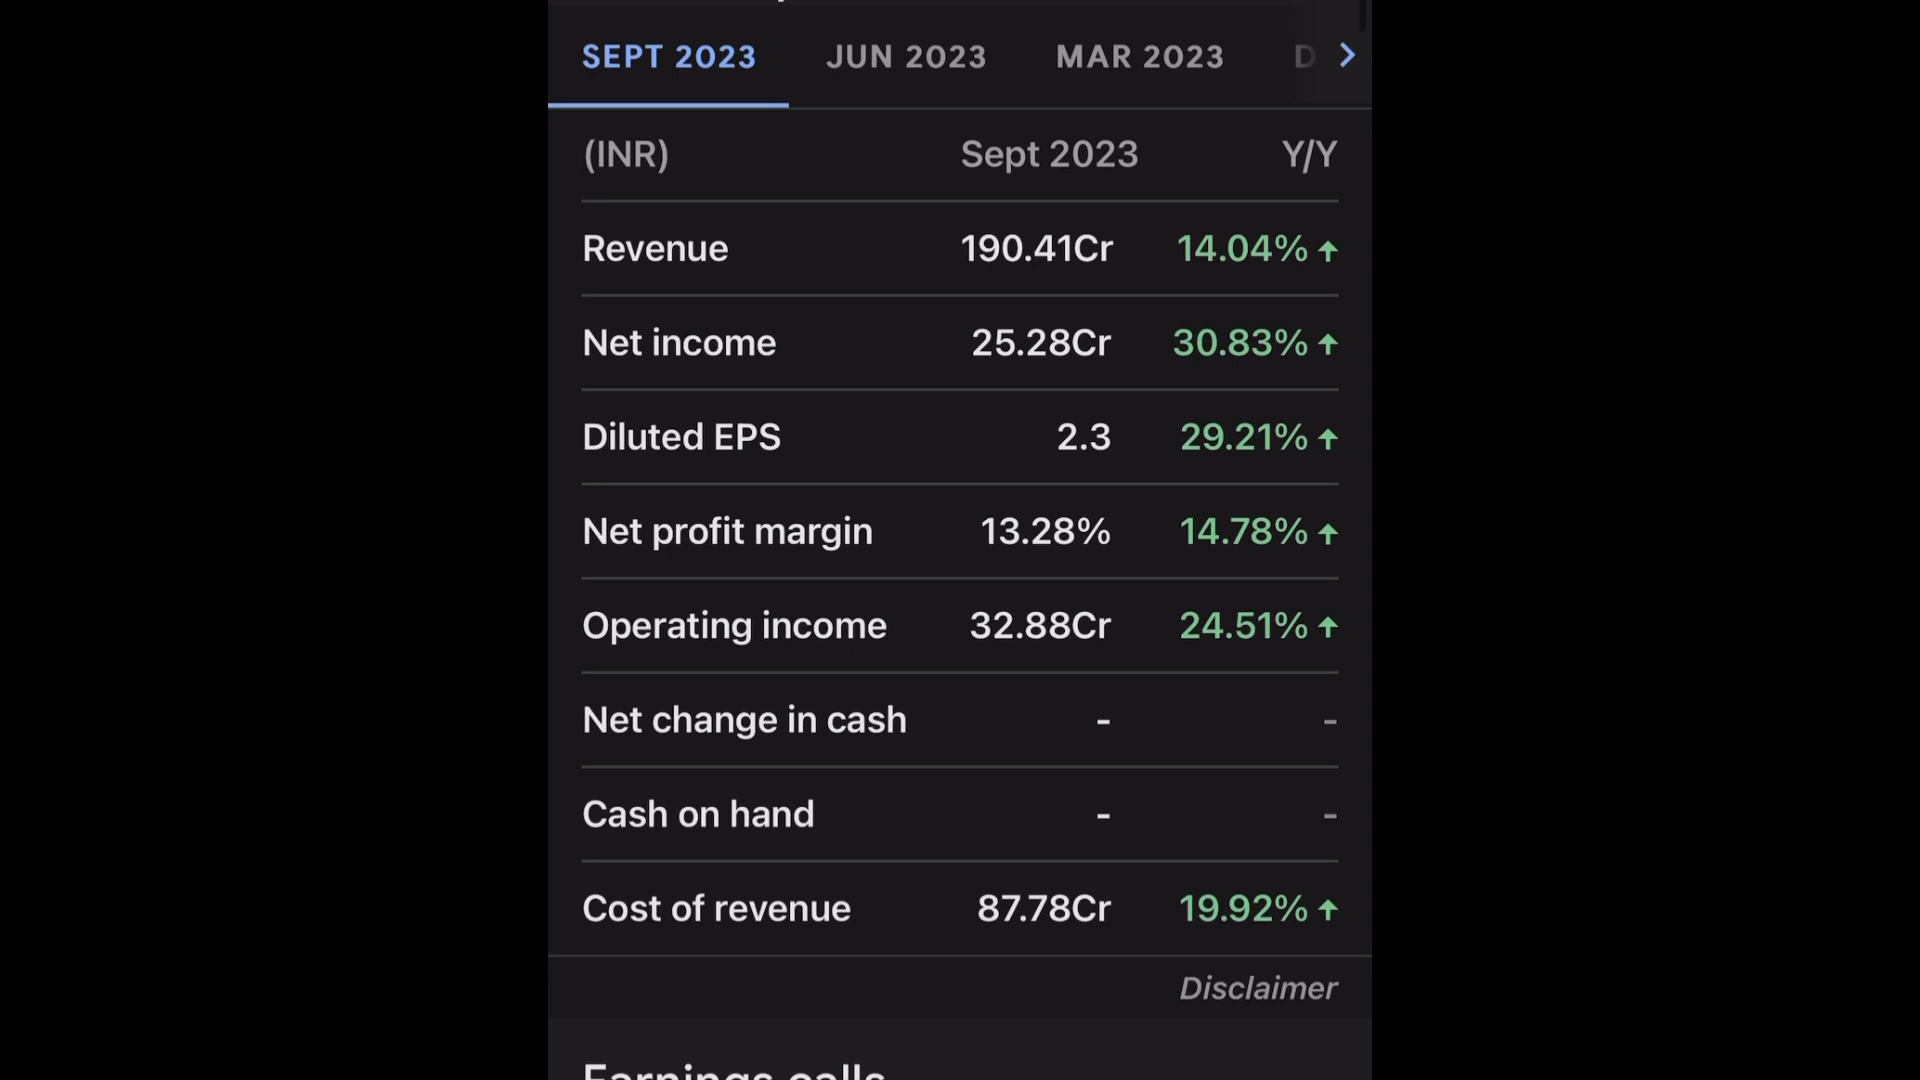 SEPT 2023 JUN 2023 MAR 2023 D
(INR) Sept 2023 Y/Y
Revenue 190.41Cr 14.04% ↑
Net income 25.28Cr 30.83% ↑
Diluted EPS 2.3 29.21% ↑
Net profit margin 13.28% 14.78% ↑
Operating income 32.88Cr 24.51% ↑
Net change in cash - -
Cash on hand - -
Cost of revenue 87.78Cr 19.92% ↑
Disclaimer
Earnings calls